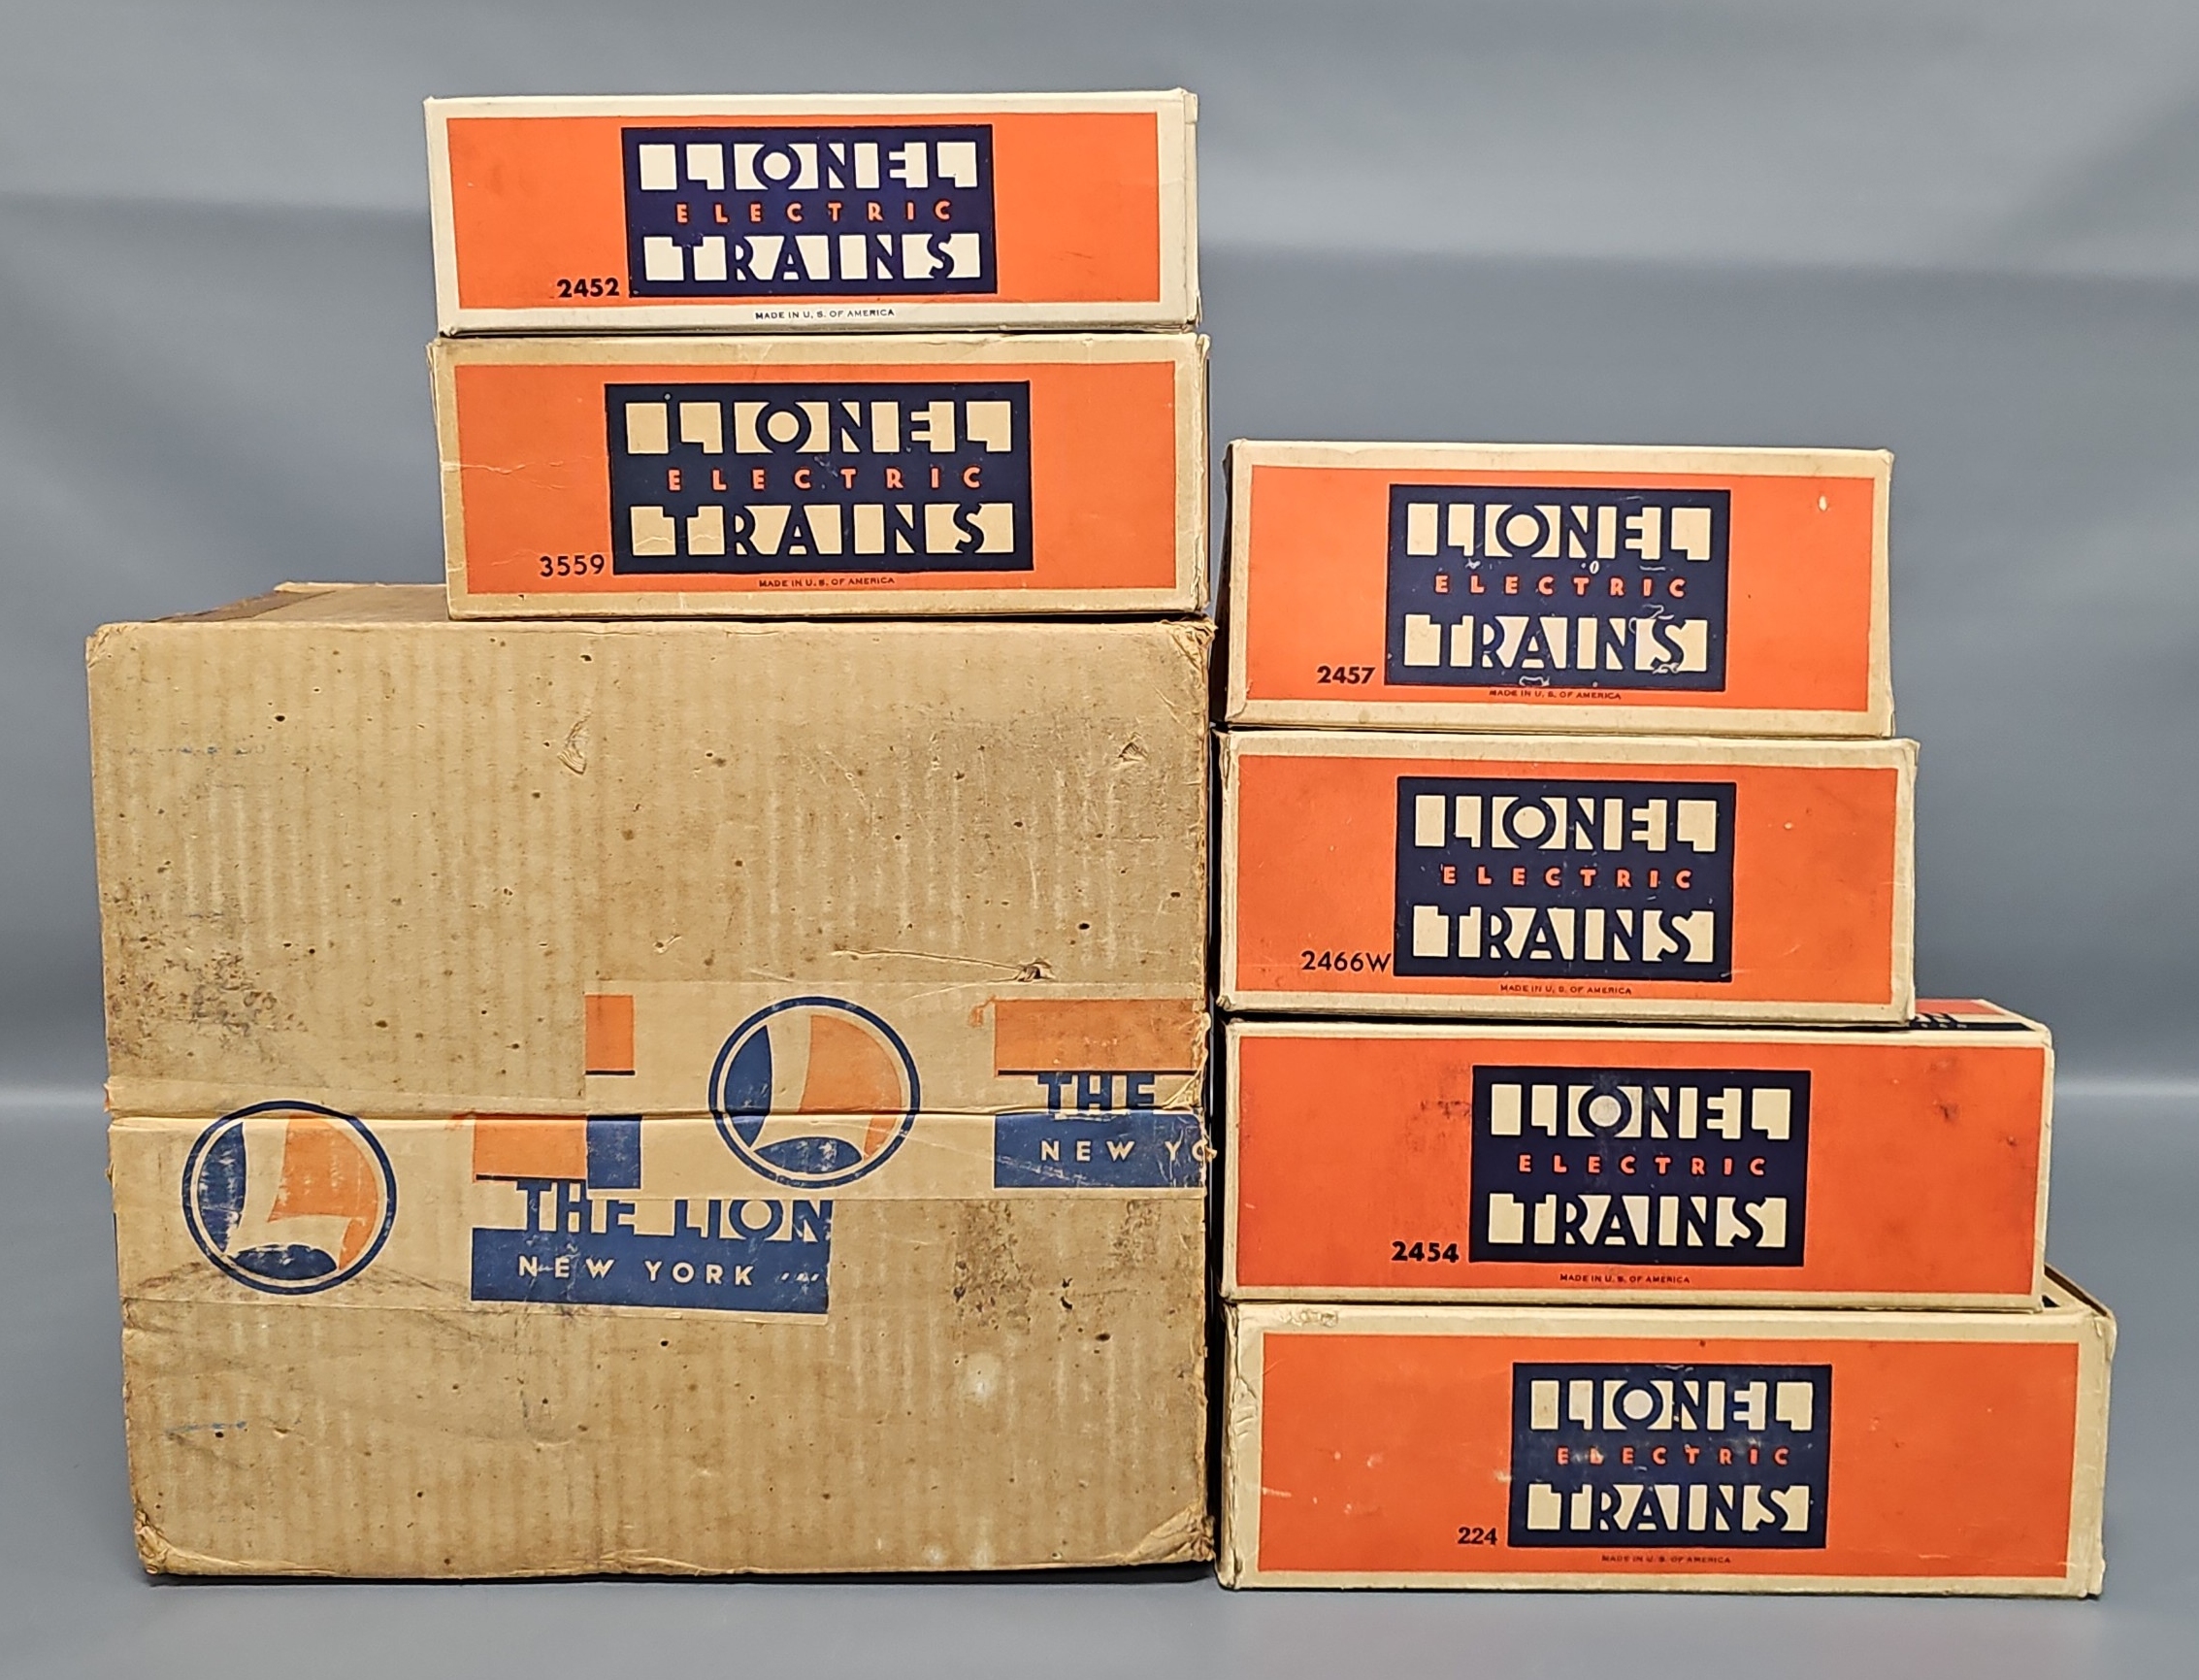 LIONEL
ELECTRIC
TRAINS
2452
MADE IN U. S. OF AMERICA
LIONEL
ELECTRIC
TRAINS
3559
MADE IN U. S. OF AMERICA
L
THE
NEW YO
L
THE LION
NEW YORK
LIONEL
ELECTRIC
TRAINS
2457
MADE IN U. S. OF AMERICA
LIONEL
ELECTRIC
TRAINS
2466W
MADE IN U. S. OF AMERICA
LIONEL
ELECTRIC
TRAINS
2454
MADE IN U. S. OF AMERICA
LIONEL
ELECTRIC
TRAINS
224
MADE IN U. S. OF AMERICA